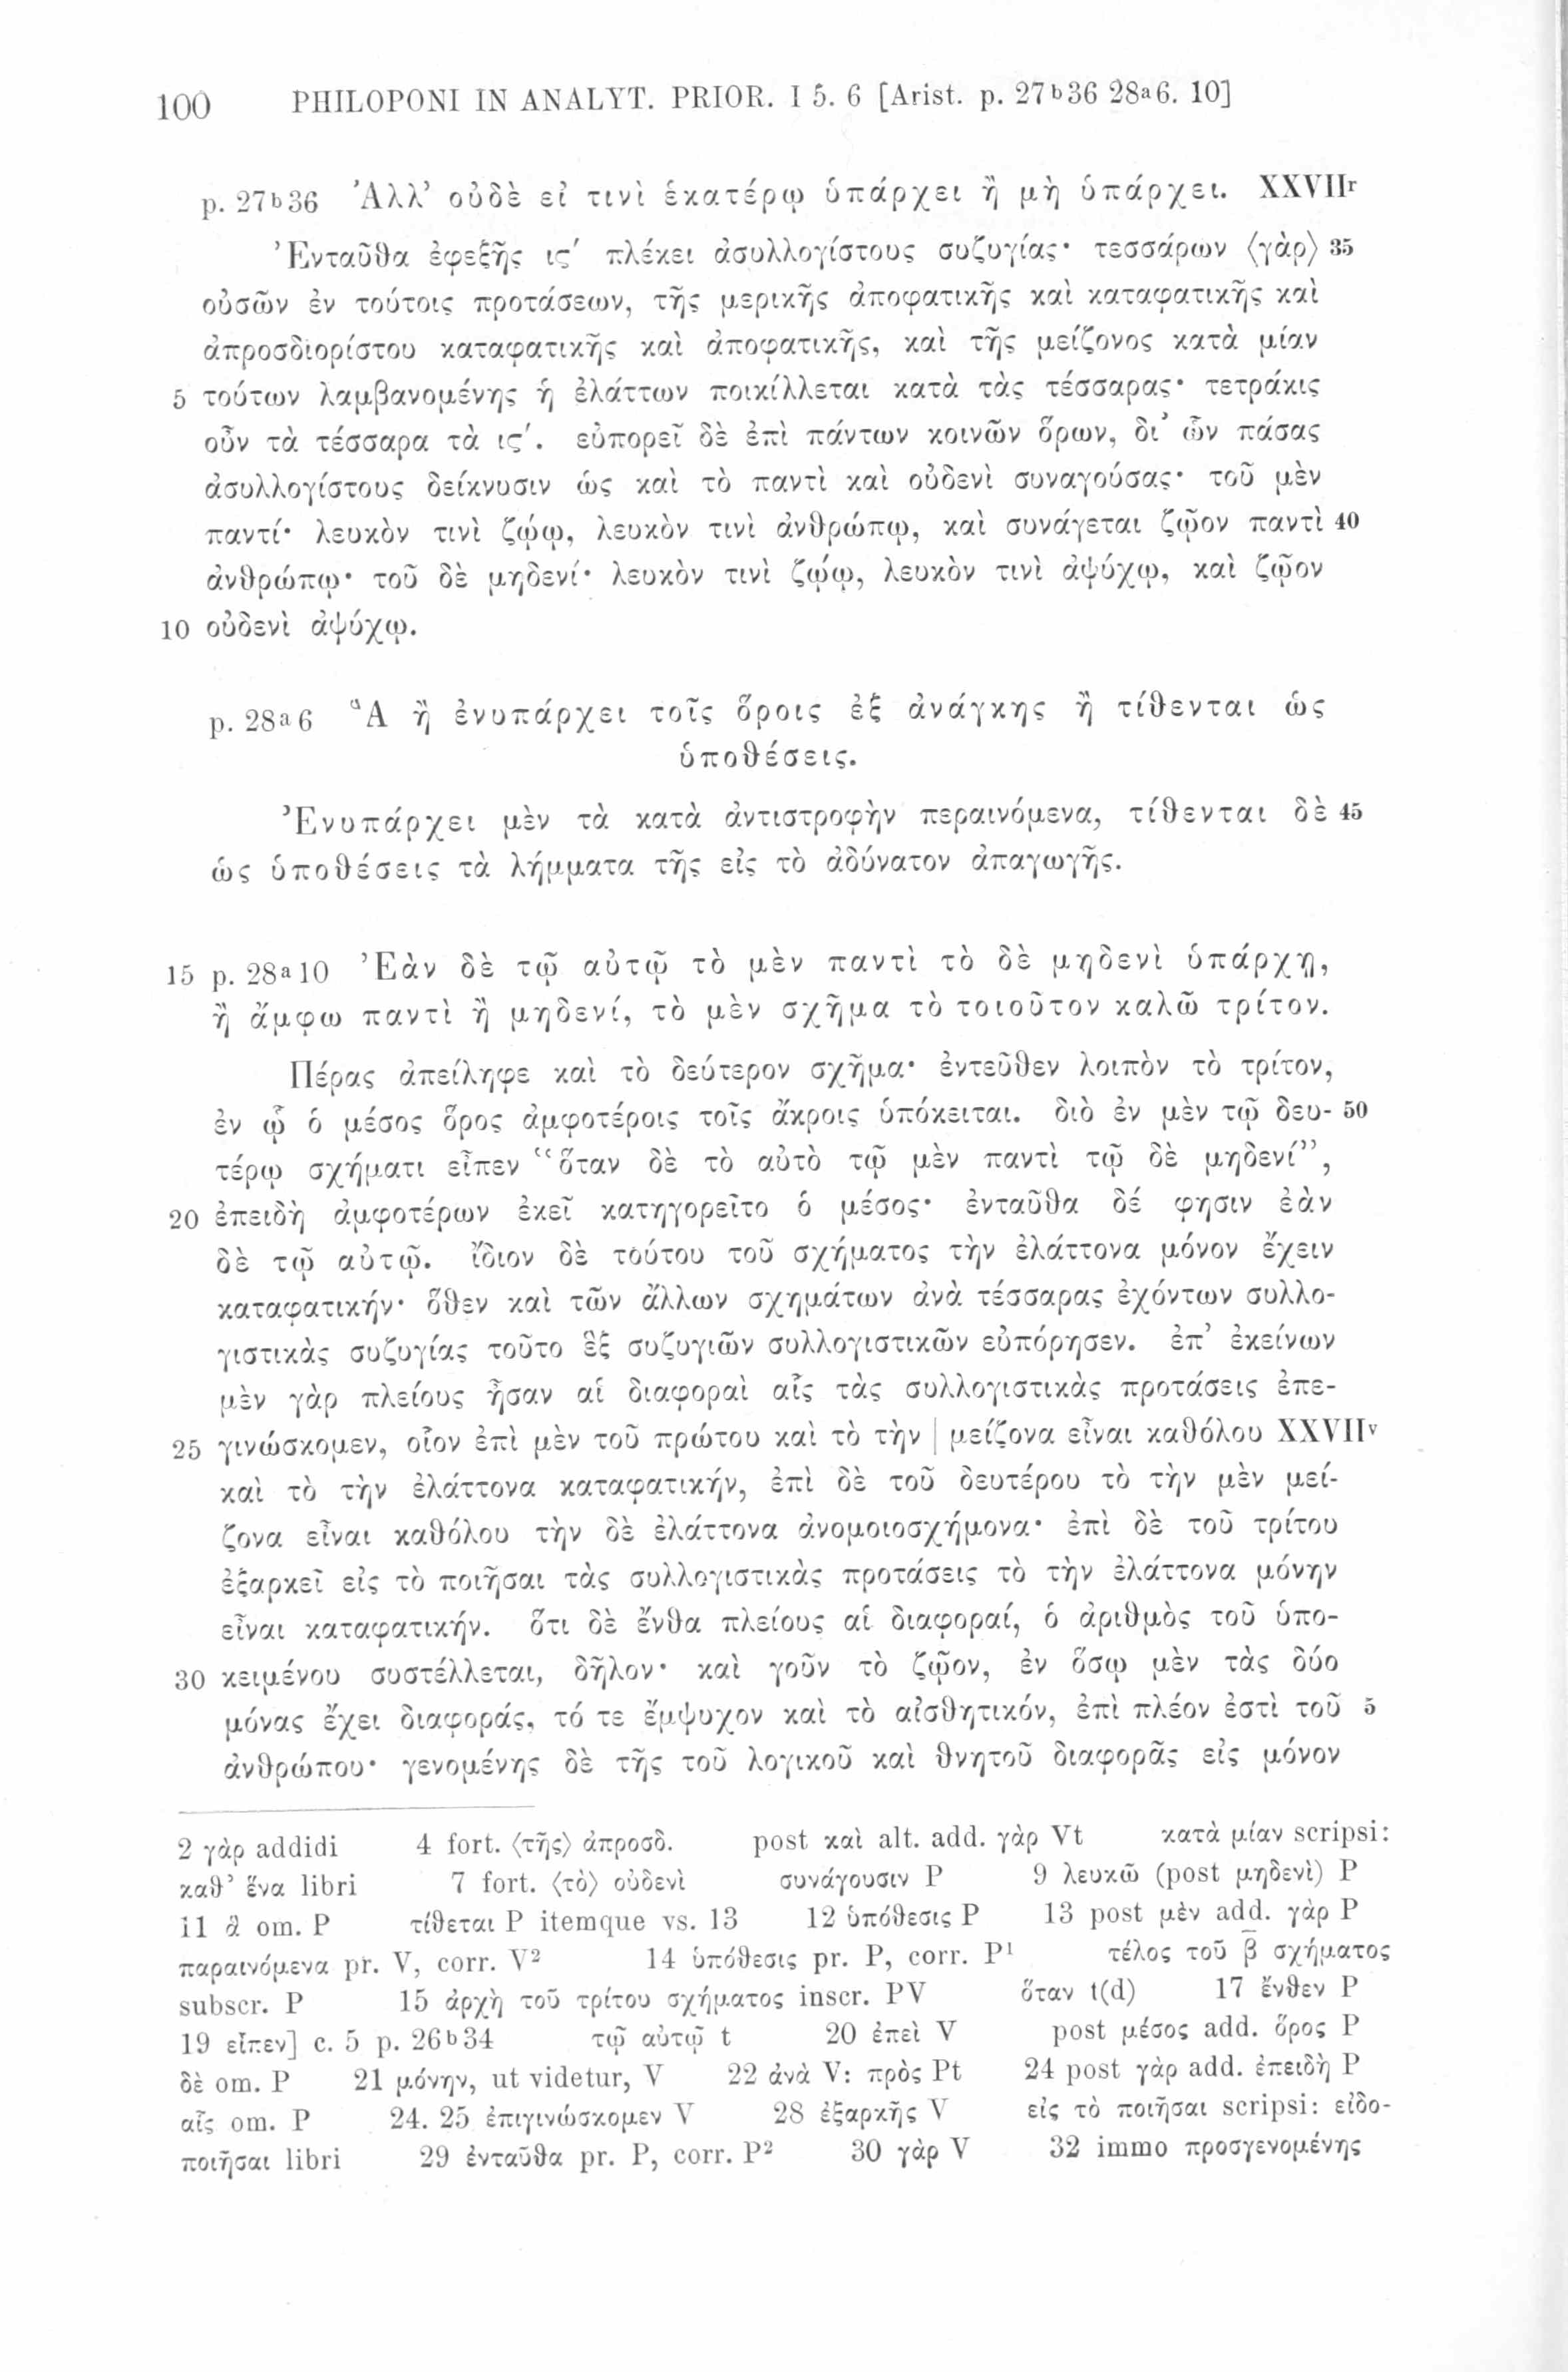 100 PHILOPONI IN ANALYT. PRIOR. I 5. 6 [Arist. p. 27b36 28a6. 10]
p. 27b36 Ἀλλ’ οὐδὲ εἰ τινὶ ἑκατέρῳ ὑπάρχει ἢ μὴ ὑπάρχει. XXVIIr
Ἐνταῦθα ἐφεξῆς ιϛʹ πλέκει ἀσυλλογίστους συζυγίας· τεσσάρων ⟨γὰρ⟩ 35
οὐσῶν ἐν τούτοις προτάσεων, τῆς μερικῆς ἀποφατικῆς καὶ καταφατικῆς καὶ
ἀπροσδιορίστου καταφατικῆς καὶ ἀποφατικῆς, καὶ τῆς μείζονος κατὰ μίαν
5 τούτων λαμβανομένης ἡ ἐλάττων ποικίλλεται κατὰ τὰς τέσσαρας· τετράκις
οὖν τὰ τέσσαρα τὰ ιϛʹ. εὐπορεῖ δὲ ἐπὶ πάντων κοινῶν ὅρων, δι’ ὧν πάσας
ἀσυλλογίστους δείκνυσιν ὡς καὶ τὸ παντὶ καὶ οὐδενὶ συναγούσας· τοῦ μὲν
παντί· λευκὸν τινὶ ζῴῳ, λευκὸν τινὶ ἀνθρώπῳ, καὶ συνάγεται ζῷον παντὶ 40
ἀνθρώπῳ· τοῦ δὲ μηδενί· λευκὸν τινὶ ζῴῳ, λευκὸν τινὶ ἀψύχῳ, καὶ ζῷον
10 οὐδενὶ ἀψύχῳ.
p. 28a6 Ἃ ἢ ἐνυπάρχει τοῖς ὅροις ἐξ ἀνάγκης ἢ τίθενται ὡς
ὑποθέσεις.
Ἐνυπάρχει μὲν τὰ κατὰ ἀντιστροφὴν περαινόμενα, τίθενται δὲ 45
ὡς ὑποθέσεις τὰ λήμματα τῆς εἰς τὸ ἀδύνατον ἀπαγωγῆς.
15 p. 28a10 Ἐὰν δὲ τῷ αὐτῷ τὸ μὲν παντὶ τὸ δὲ μηδενὶ ὑπάρχῃ,
ἢ ἄμφω παντὶ ἢ μηδενί, τὸ μὲν σχῆμα τὸ τοιοῦτον καλῶ τρίτον.
Πέρας ἀπείληφε καὶ τὸ δεύτερον σχῆμα· ἐντεῦθεν λοιπὸν τὸ τρίτον,
ἐν ᾧ ὁ μέσος ὅρος ἀμφοτέροις τοῖς ἄκροις ὑπόκειται. διὸ ἐν μὲν τῷ δευ- 50
τέρῳ σχήματι εἶπεν “ὅταν δὲ τὸ αὐτὸ τῷ μὲν παντὶ τῷ δὲ μηδενί”,
20 ἐπειδὴ ἀμφοτέρων ἐκεῖ κατηγορεῖτο ὁ μέσος· ἐνταῦθα δέ φησιν ἐὰν
δὲ τῷ αὐτῷ. ἴδιον δὲ τούτου τοῦ σχήματος τὴν ἐλάττονα μόνον ἔχειν
καταφατικήν· ὅθεν καὶ τῶν ἄλλων σχημάτων ἀνὰ τέσσαρας ἐχόντων συλλο-
γιστικὰς συζυγίας τοῦτο ἓξ συζυγιῶν συλλογιστικῶν εὐπόρησεν. ἐπ’ ἐκείνων
μὲν γὰρ πλείους ἦσαν αἱ διαφοραὶ αἷς τὰς συλλογιστικὰς προτάσεις ἐπε-
25 γινώσκομεν, οἷον ἐπὶ μὲν τοῦ πρώτου καὶ τὸ τὴν | μείζονα εἶναι καθόλου XXVIIv
καὶ τὸ τὴν ἐλάττονα καταφατικήν, ἐπὶ δὲ τοῦ δευτέρου τὸ τὴν μὲν μεί-
ζονα εἶναι καθόλου τὴν δὲ ἐλάττονα ἀνομοιοσχήμονα· ἐπὶ δὲ τοῦ τρίτου
ἐξαρκεῖ εἰς τὸ ποιῆσαι τὰς συλλογιστικὰς προτάσεις τὸ τὴν ἐλάττονα μόνην
εἶναι καταφατικήν. ὅτι δὲ ἔνθα πλείους αἱ διαφοραί, ὁ ἀριθμὸς τοῦ ὑπο-
30 κειμένου συστέλλεται, δῆλον· καὶ γοῦν τὸ ζῷον, ἐν ὅσῳ μὲν τὰς δύο
μόνας ἔχει διαφοράς, τό τε ἔμψυχον καὶ τὸ αἰσθητικόν, ἐπὶ πλέον ἐστὶ τοῦ 5
ἀνθρώπου· γενομένης δὲ τῆς τοῦ λογικοῦ καὶ θνητοῦ διαφορᾶς εἰς μόνον
2 γὰρ addidi 4 fort. ⟨τῆς⟩ ἀπροσδ. post καὶ alt. add. γὰρ Vt κατὰ μίαν scripsi:
καθ’ ἕνα libri 7 fort. ⟨τὸ⟩ οὐδενὶ συνάγουσιν P 9 λευκῶ (post μηδενὶ) P
11 ἃ om. P τίθεται P itemque vs. 13 12 ὑπόθεσις P 13 post μὲν add. γὰρ P
παραινόμενα pr. V, corr. V2 14 ὑπόθεσις pr. P, corr. P1 τέλος τοῦ β̄ σχήματος
subscr. P 15 ἀρχὴ τοῦ τρίτου σχήματος inscr. PV ὅταν t(d) 17 ἔνθεν P
19 εἶπεν] c. 5 p. 26b34 τῷ αὐτῷ t 20 ἐπεὶ V post μέσος add. ὅρος P
δὲ om. P 21 μόνην, ut videtur, V 22 ἀνὰ V: πρὸς Pt 24 post γὰρ add. ἐπειδὴ P
αἷς om. P 24. 25 ἐπιγινώσκομεν V 28 ἐξαρκῆς V εἰς τὸ ποιῆσαι scripsi: εἰδο-
ποιῆσαι libri 29 ἐνταῦθα pr. P, corr. P2 30 γὰρ V 32 immo προσγενομένης